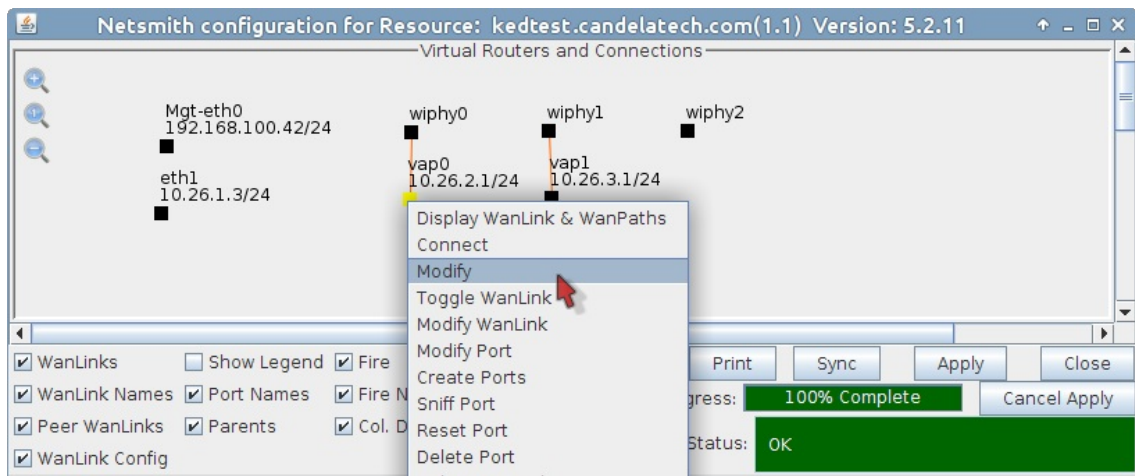 Netsmith configuration for Resource: kedtest.candelatech.com(1.1) Version: 5.2.11
Virtual Routers and Connections
Mgt-eth0
192.168.100.42/24
wiphy0
wiphy1
wiphy2
eth1
10.26.1.3/24
vap0
10.26.2.1/24
vap1
10.26.3.1/24
Display WanLink & WanPaths
Connect
Modify
Toggle WanLink
Modify WanLink
Modify Port
Create Ports
Sniff Port
Reset Port
Delete Port
WanLinks
Show Legend
Fire
Print
Sync
Apply
Close
WanLink Names
Port Names
Fire N
gress:
100% Complete
Cancel Apply
Peer WanLinks
Parents
Col. D
Status:
OK
WanLink Config